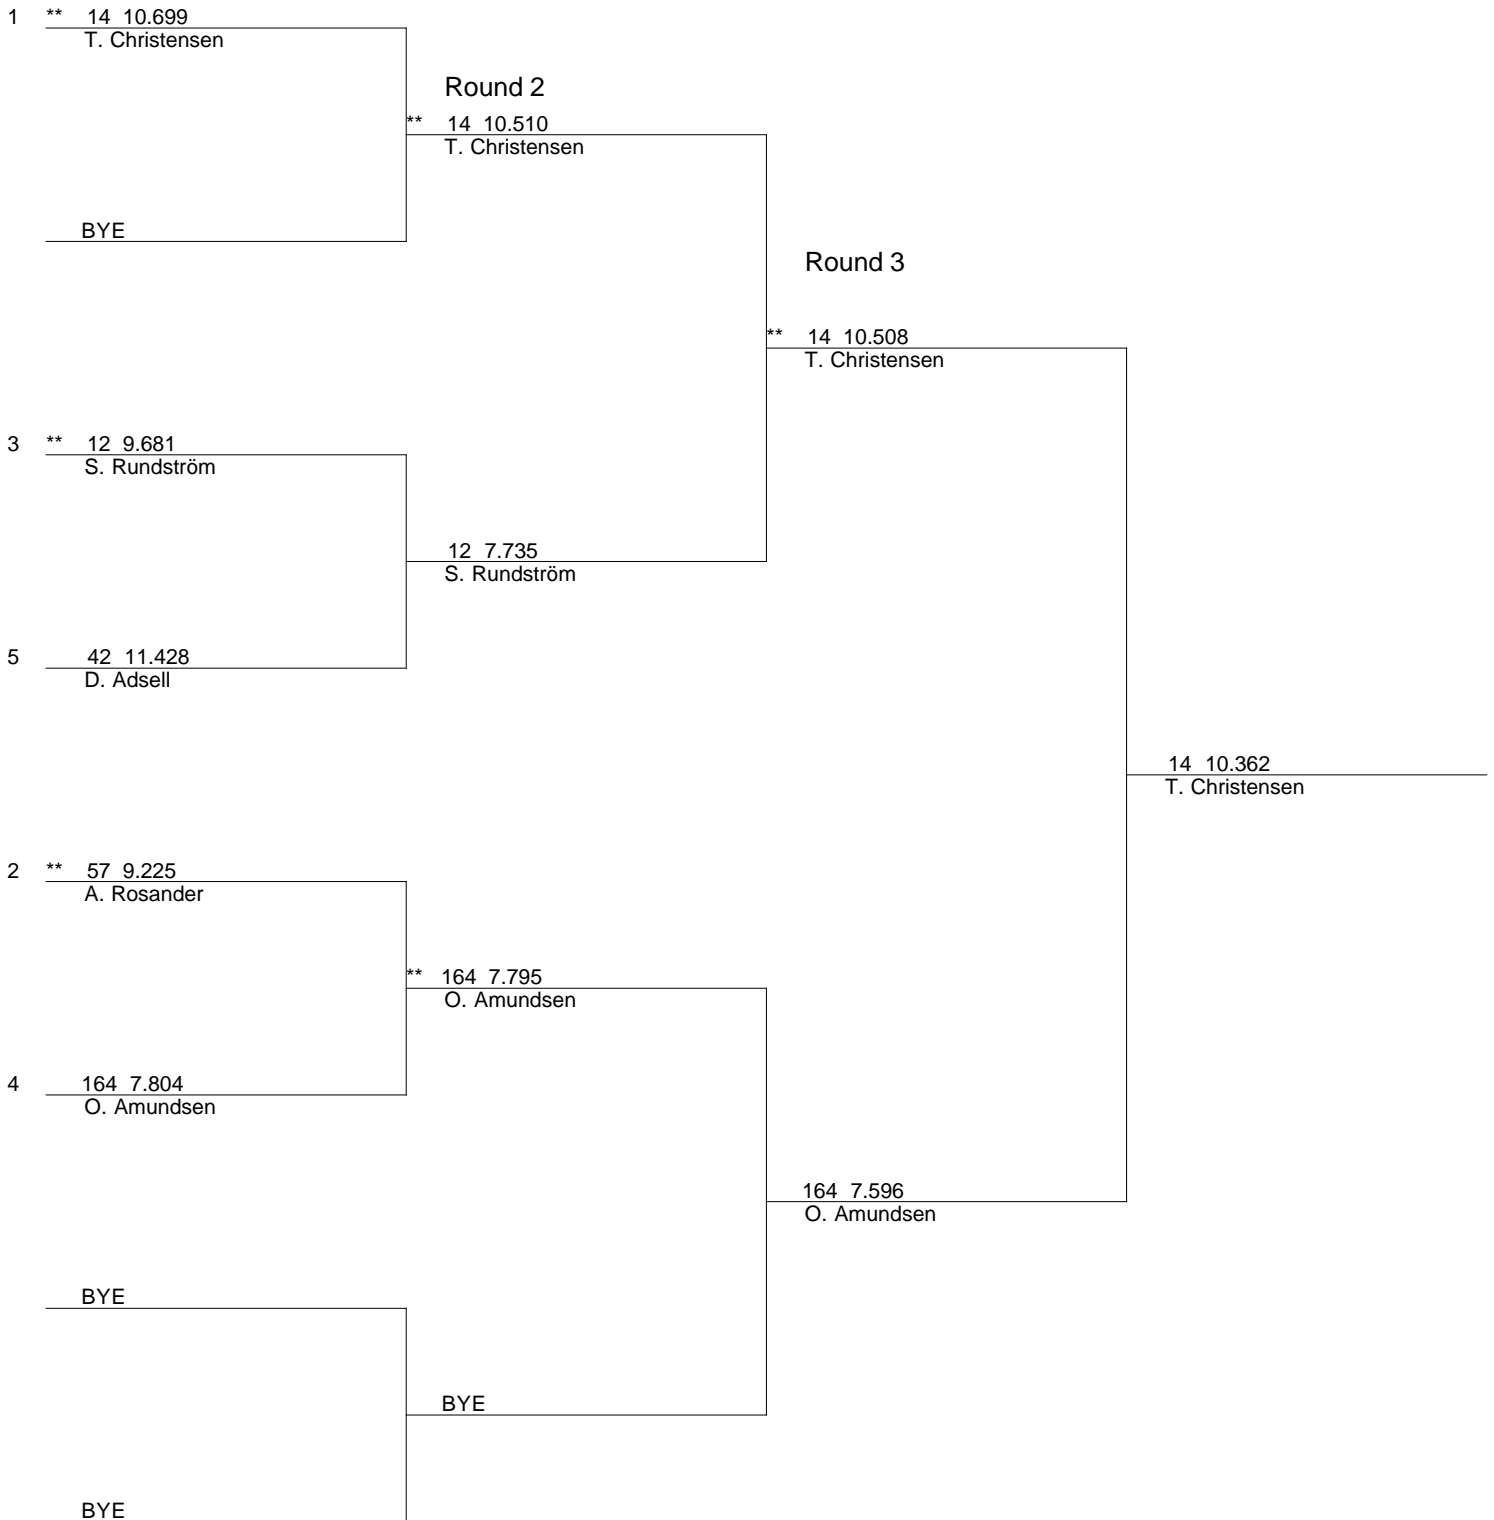 1 ** 14 10.699
T. Christensen
Round 2
** 14 10.510
T. Christensen
BYE
Round 3
** 14 10.508
T. Christensen
3 ** 12 9.681
S. Rundström
12 7.735
S. Rundström
5 42 11.428
D. Adsell
14 10.362
T. Christensen
2 ** 57 9.225
A. Rosander
** 164 7.795
O. Amundsen
4 164 7.804
O. Amundsen
164 7.596
O. Amundsen
BYE
BYE
BYE